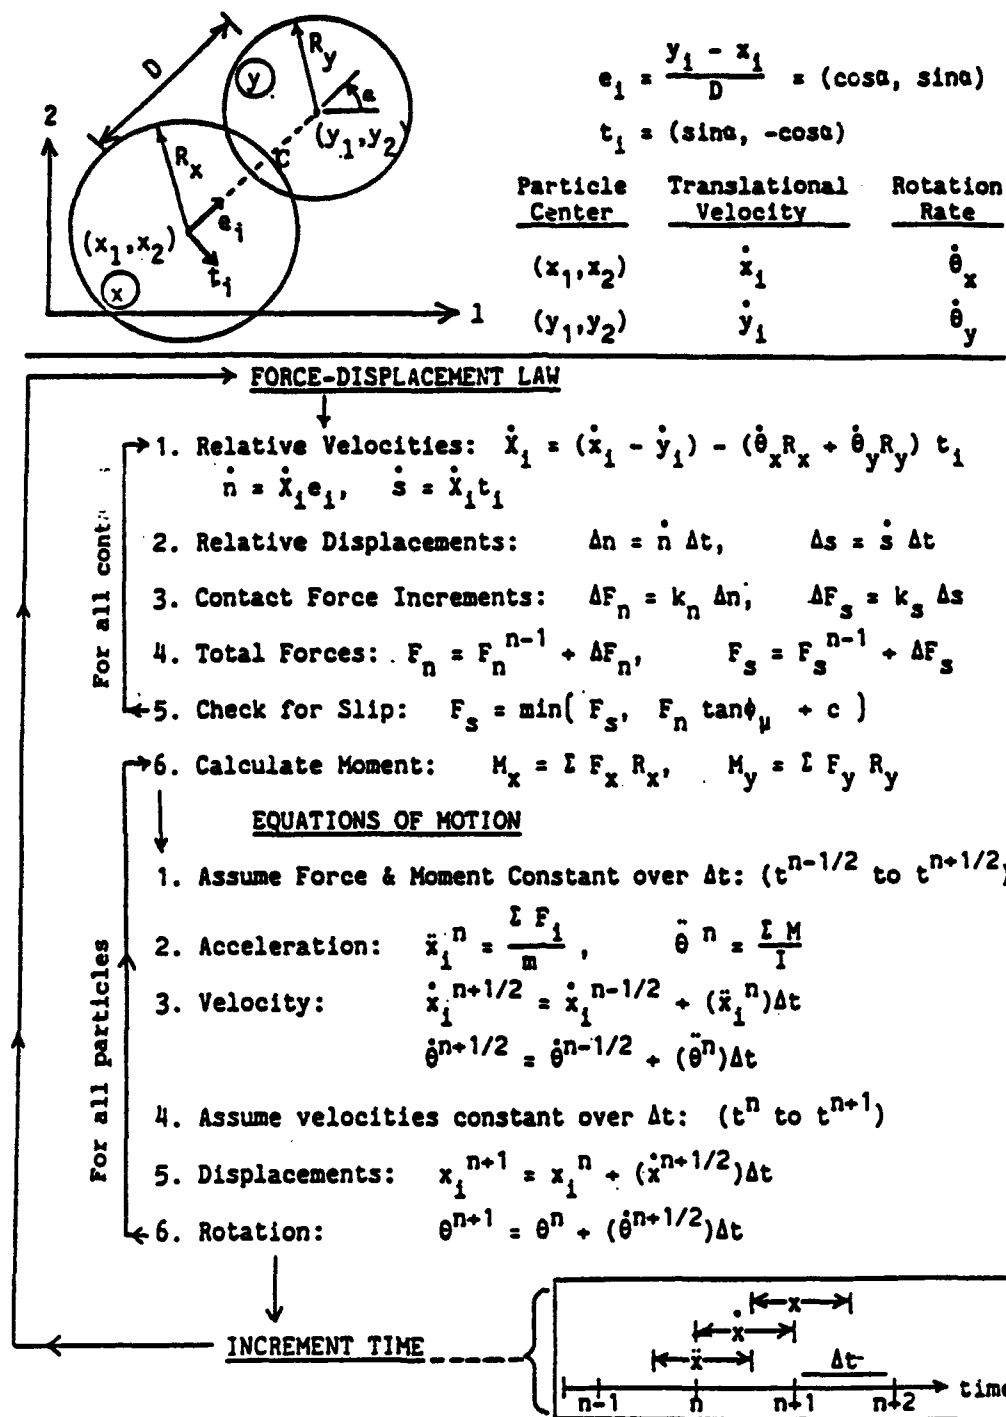 D
R_y
y
α
(y_1, y_2)
2
R_x
C
e_i
(x_1, x_2)
t_i
x
1
e_i = (y_i - x_i) / D = (cosα, sinα)
t_i = (sinα, -cosα)
Particle Center Translational Velocity Rotation Rate
(x_1,x_2) ẋ_i θ̇_x
(y_1,y_2) ẏ_i θ̇_y
FORCE-DISPLACEMENT LAW
For all cont
1. Relative Velocities: Ẋ_i = (ẋ_i - ẏ_i) - (θ̇_x R_x + θ̇_y R_y) t_i
ṅ = Ẋ_i e_i, ṡ = Ẋ_i t_i
2. Relative Displacements: Δn = ṅ Δt, Δs = ṡ Δt
3. Contact Force Increments: ΔF_n = k_n Δn, ΔF_s = k_s Δs
4. Total Forces: F_n = F_n^{n-1} + ΔF_n, F_s = F_s^{n-1} + ΔF_s
5. Check for Slip: F_s = min( F_s, F_n tanφ_μ + c )
For all particles
6. Calculate Moment: M_x = Σ F_x R_x, M_y = Σ F_y R_y
EQUATIONS OF MOTION
1. Assume Force & Moment Constant over Δt: (t^{n-1/2} to t^{n+1/2})
2. Acceleration: ẍ_i^n = Σ F_i / m , θ̈^n = Σ M / I
3. Velocity: ẋ_i^{n+1/2} = ẋ_i^{n-1/2} + (ẍ_i^n)Δt
θ̇^{n+1/2} = θ̇^{n-1/2} + (θ̈^n)Δt
4. Assume velocities constant over Δt: (t^n to t^{n+1})
5. Displacements: x_i^{n+1} = x_i^n + (ẋ^{n+1/2})Δt
6. Rotation: θ^{n+1} = θ^n + (θ̇^{n+1/2})Δt
INCREMENT TIME
x
ẋ
ẍ
Δt
time
n-1 n n+1 n+2